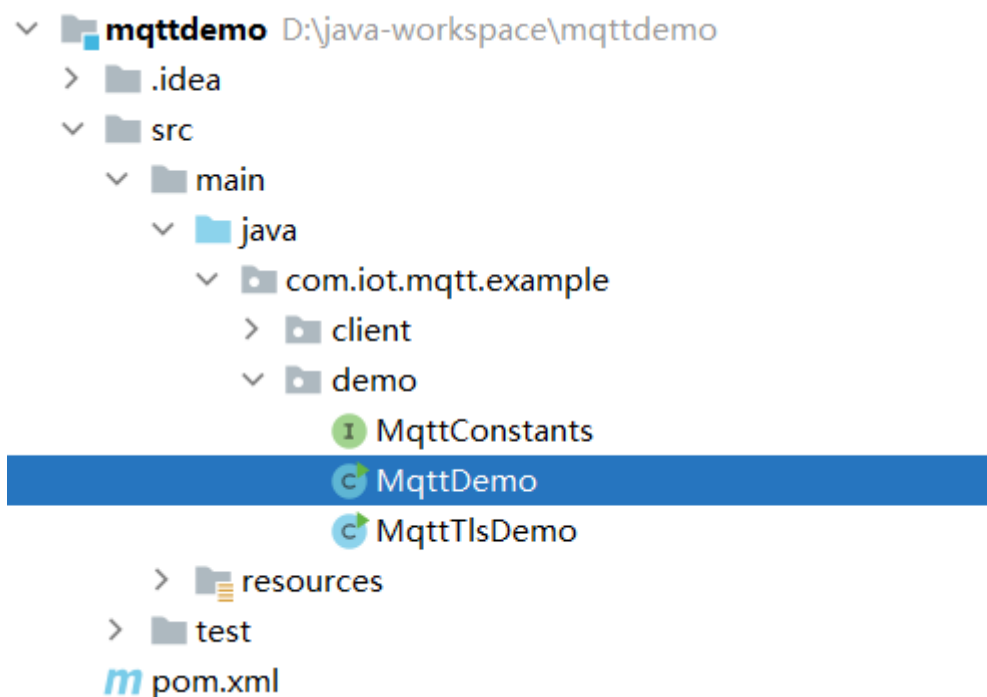 mqttdemo D:\java-workspace\mqttdemo
.idea
src
main
java
com.iot.mqtt.example
client
demo
I MqttConstants
C MqttDemo
C MqttTlsDemo
resources
test
m pom.xml